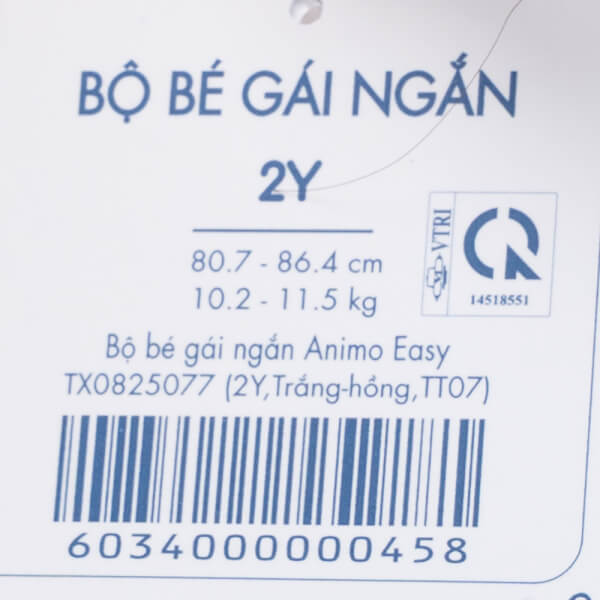 BỘ BÉ GÁI NGẮN
2Y
80.7 - 86.4 cm
10.2 - 11.5 kg
VTRI
14518551
Bộ bé gái ngắn Animo Easy
TX0825077 (2Y,Trắng-hồng,TT07)
6034000000458